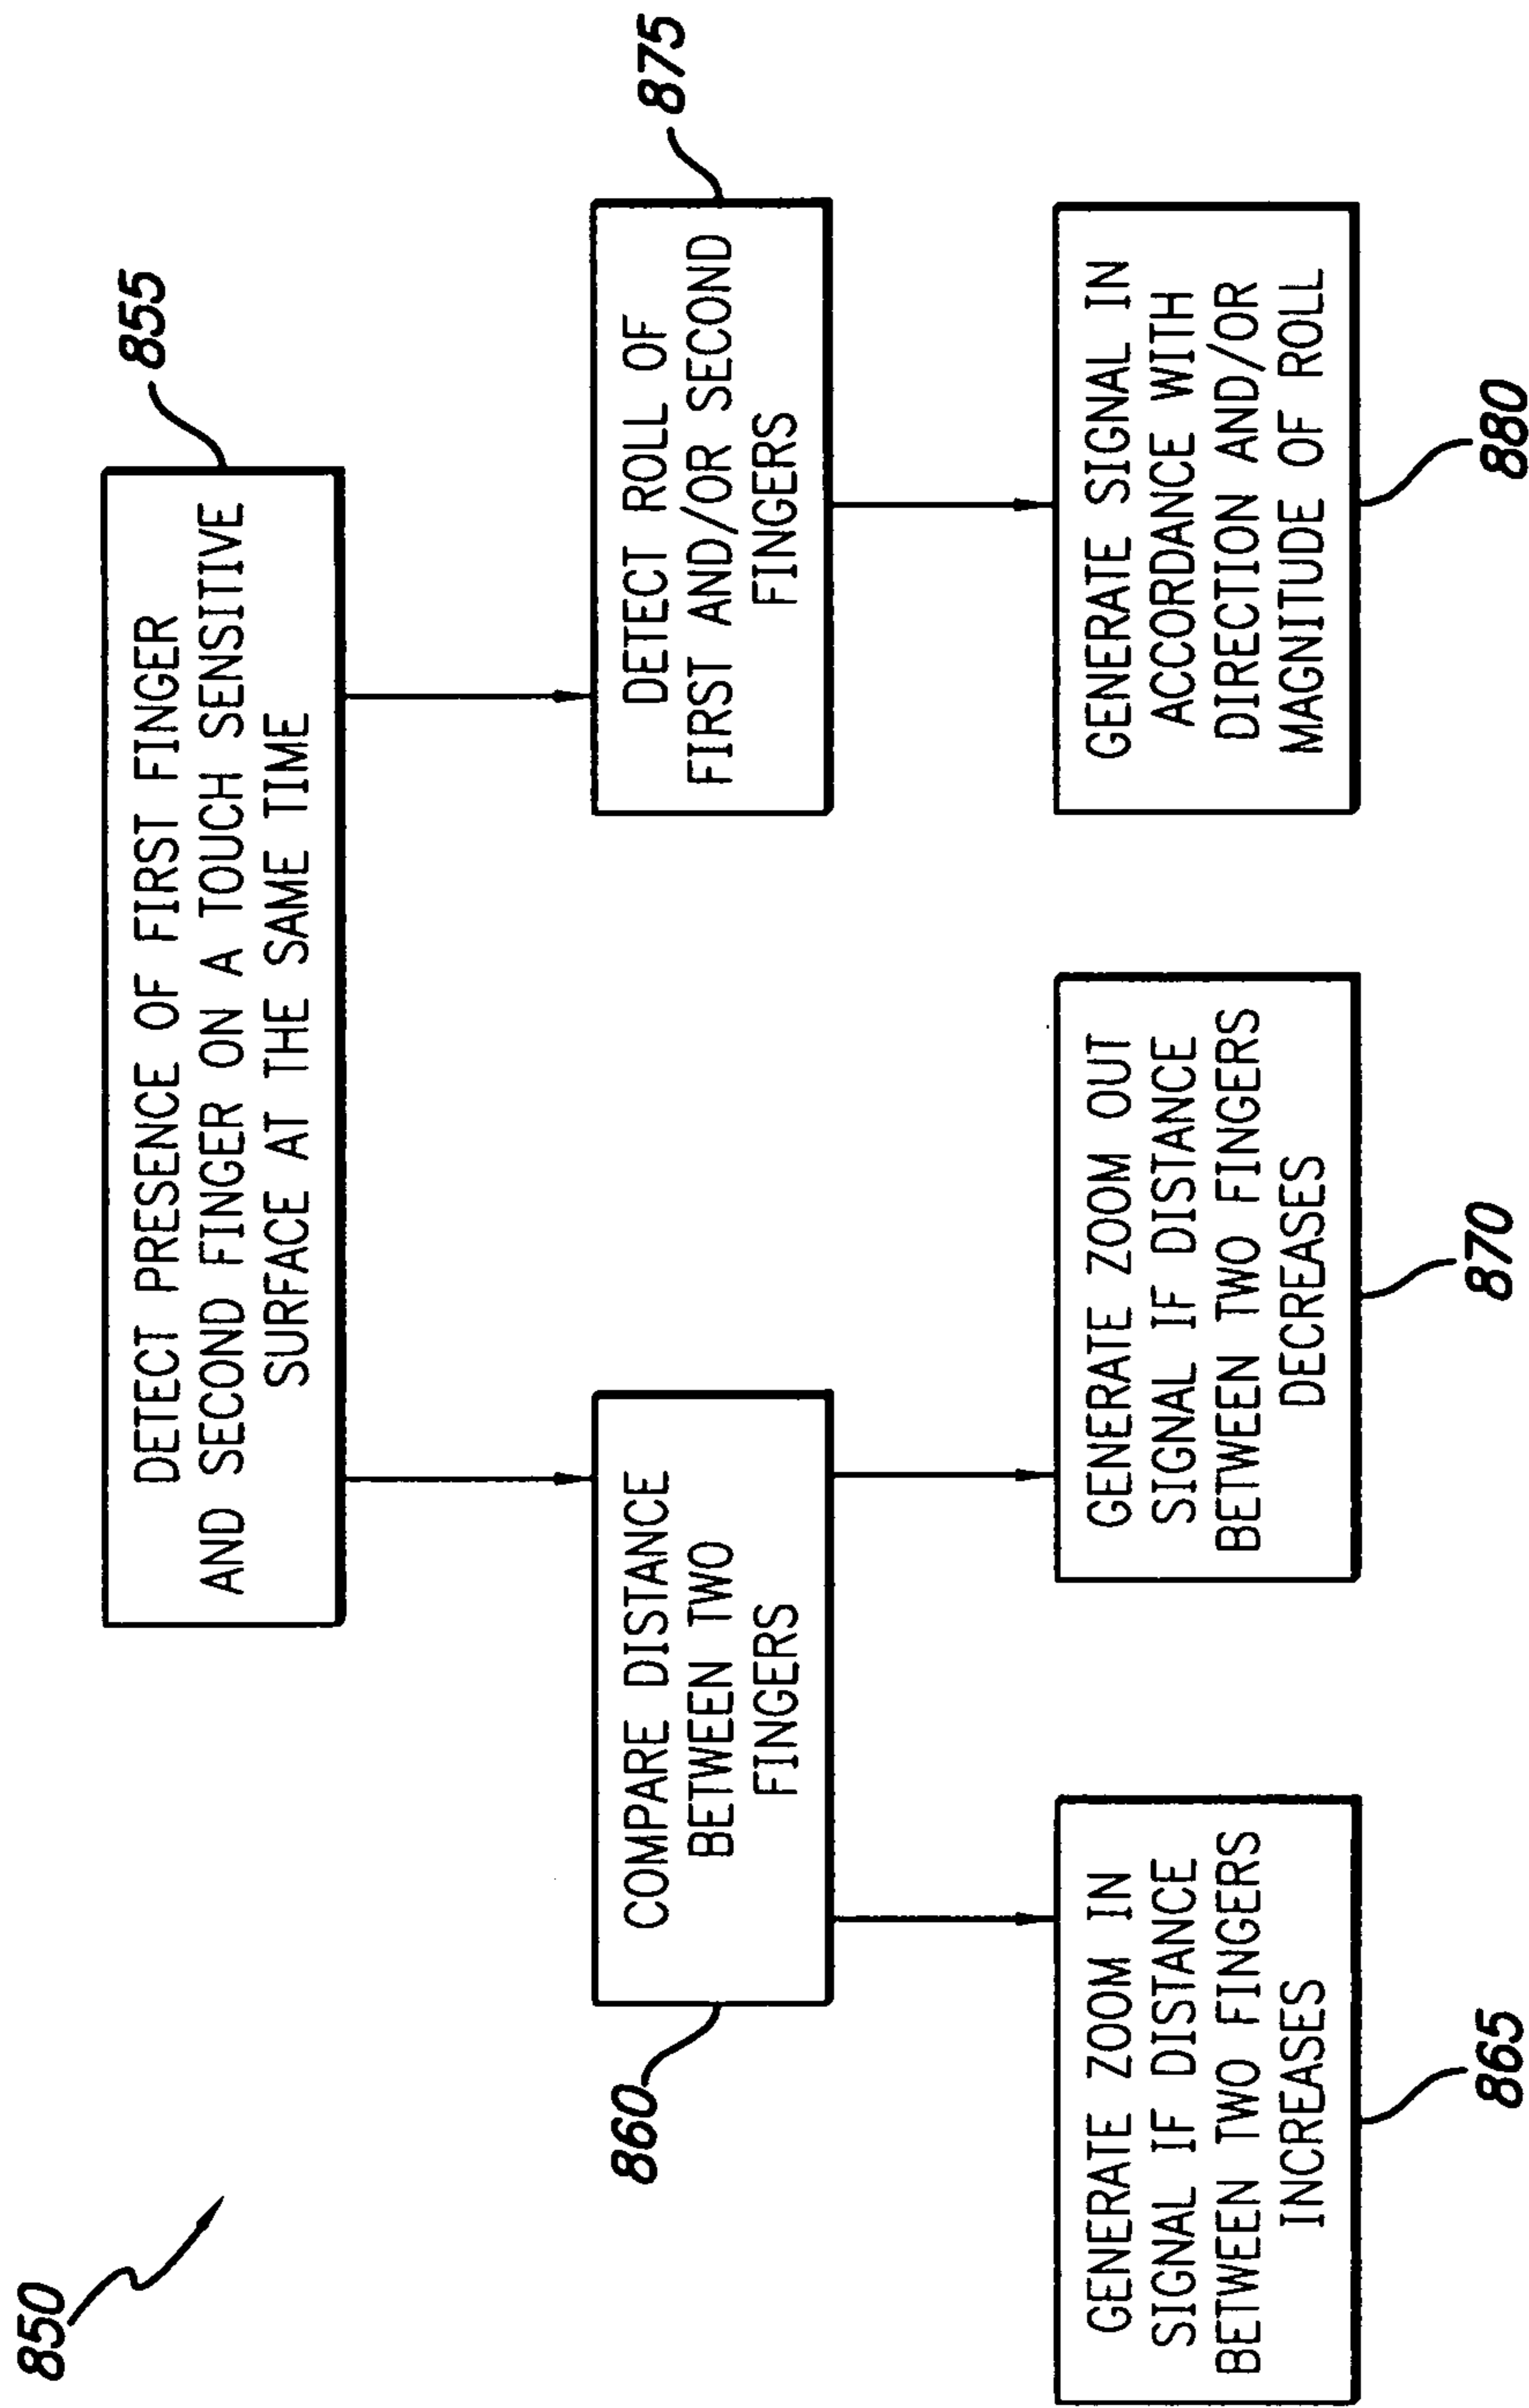 850
855
DETECT PRESENCE OF FIRST FINGER
AND SECOND FINGER ON A TOUCH SENSITIVE
SURFACE AT THE SAME TIME
860
COMPARE DISTANCE
BETWEEN TWO
FINGERS
875
DETECT ROLL OF
FIRST AND/OR SECOND
FINGERS
GENERATE ZOOM IN
SIGNAL IF DISTANCE
BETWEEN TWO FINGERS
INCREASES
865
GENERATE ZOOM OUT
SIGNAL IF DISTANCE
BETWEEN TWO FINGERS
DECREASES
870
GENERATE SIGNAL IN
ACCORDANCE WITH
DIRECTION AND/OR
MAGNITUDE OF ROLL
880